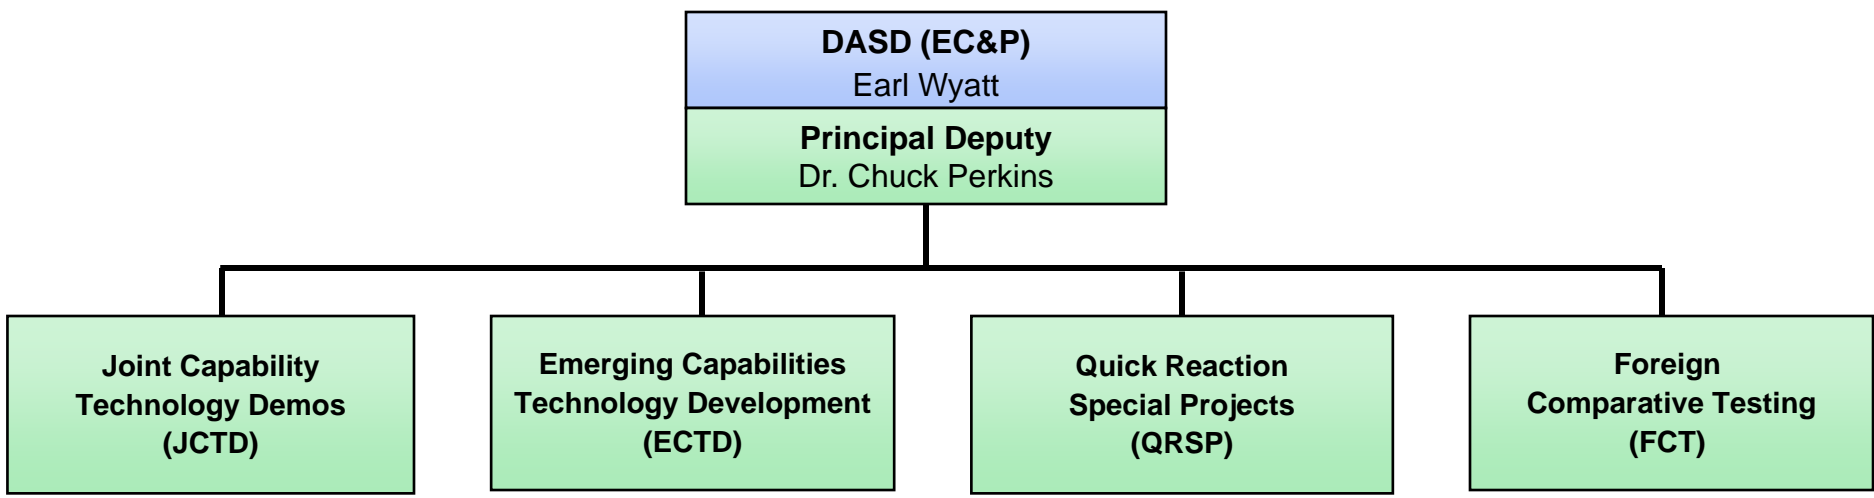 DASD (EC&P)
Earl Wyatt
Principal Deputy
Dr. Chuck Perkins
Joint Capability
Technology Demos
(JCTD)
Emerging Capabilities
Technology Development
(ECTD)
Quick Reaction
Special Projects
(QRSP)
Foreign
Comparative Testing
(FCT)